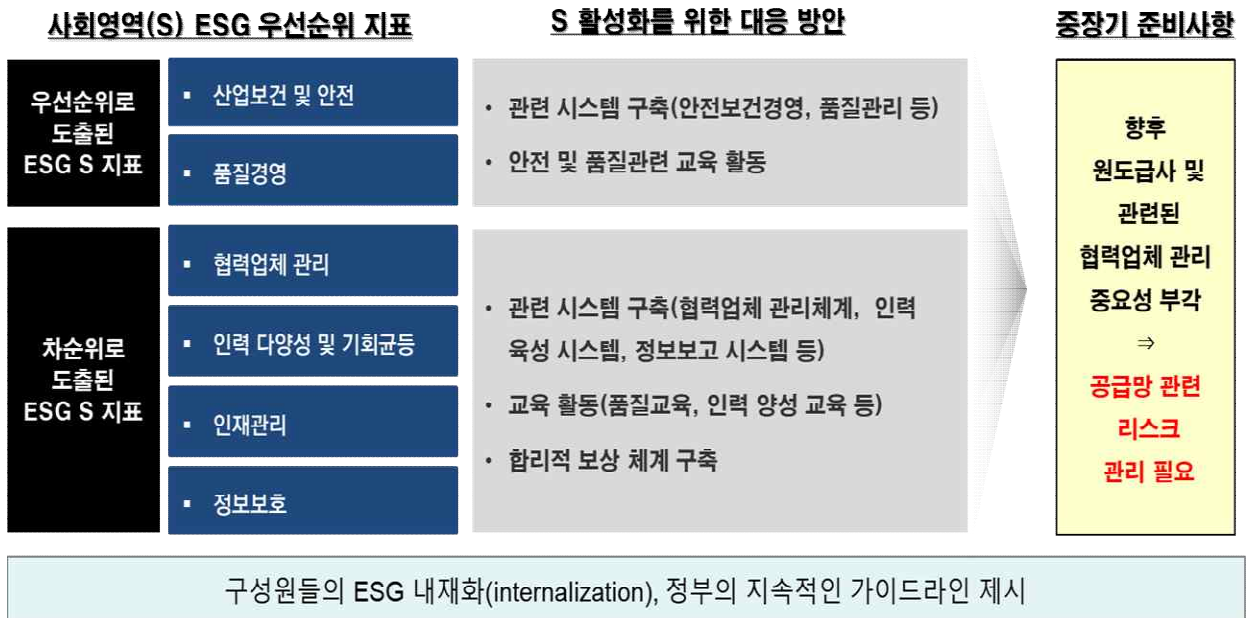 사회영역(S) ESG 우선순위 지표
S 활성화를 위한 대응 방안
중장기 준비사항
우선순위로
도출된
ESG S 지표
▪ 산업보건 및 안전
▪ 품질경영
• 관련 시스템 구축(안전보건경영, 품질관리 등)
• 안전 및 품질관련 교육 활동
차순위로
도출된
ESG S 지표
▪ 협력업체 관리
▪ 인력 다양성 및 기회균등
▪ 인재관리
▪ 정보보호
• 관련 시스템 구축(협력업체 관리체계, 인력
육성 시스템, 정보보고 시스템 등)
• 교육 활동(품질교육, 인력 양성 교육 등)
• 합리적 보상 체계 구축
향후
원도급사 및
관련된
협력업체 관리
중요성 부각
⇒
공급망 관련
리스크
관리 필요
구성원들의 ESG 내재화(internalization), 정부의 지속적인 가이드라인 제시